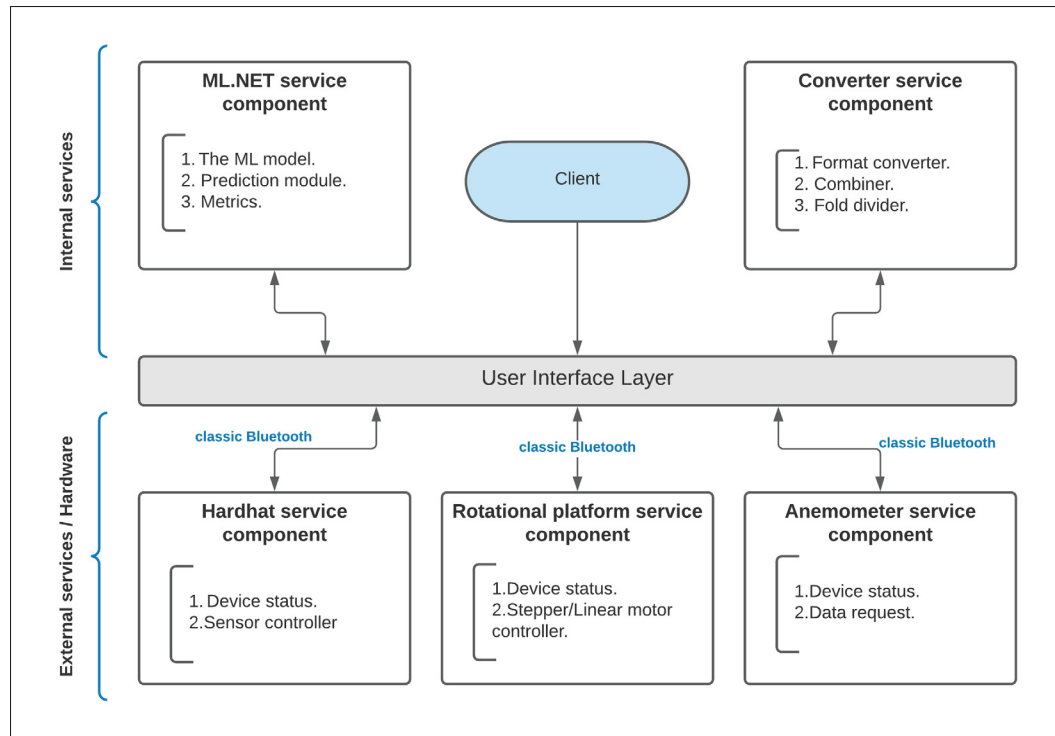 Internal services
ML.NET service
component
1. The ML model.
2. Prediction module.
3. Metrics.
Client
Converter service
component
1. Format converter.
2. Combiner.
3. Fold divider.
User Interface Layer
External services / Hardware
classic Bluetooth
classic Bluetooth
classic Bluetooth
Hardhat service
component
1. Device status.
2.Sensor controller
Rotational platform service
component
1.Device status.
2.Stepper/Linear motor
controller.
Anemometer service
component
1.Device status.
2.Data request.